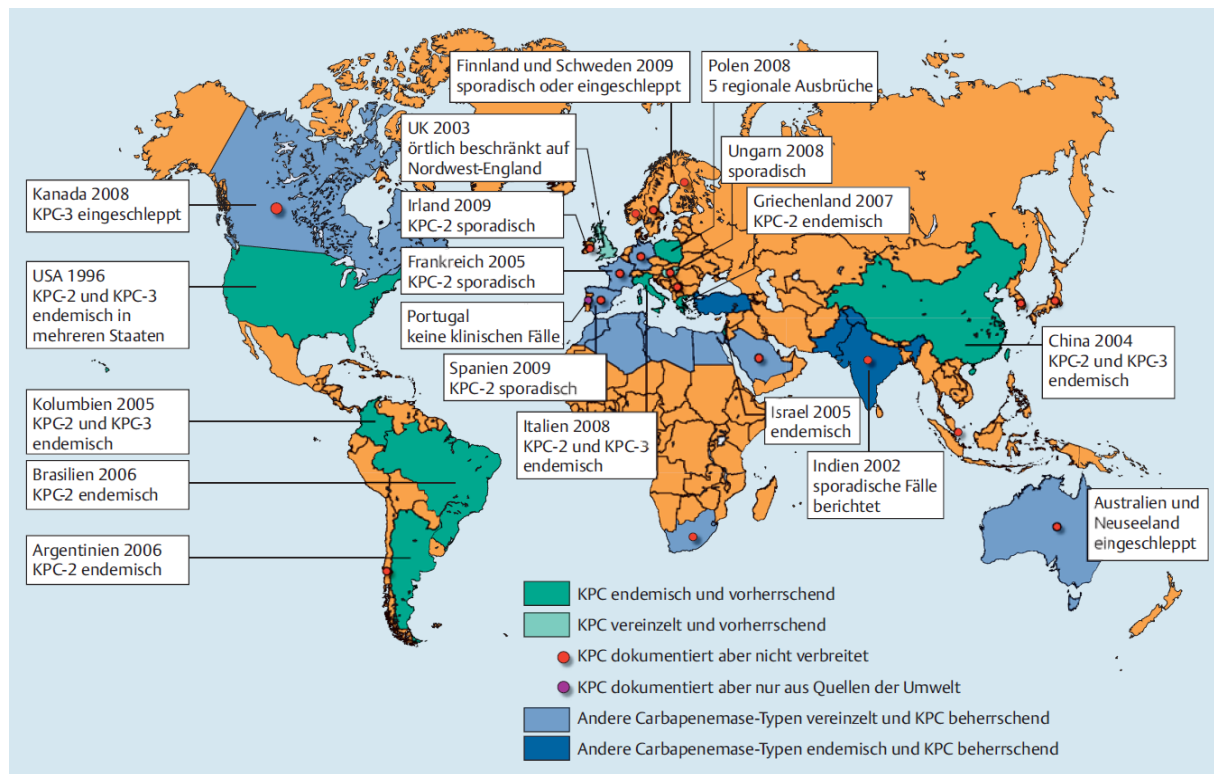 Finnland und Schweden 2009
sporadisch oder eingeschleppt
Polen 2008
5 regionale Ausbrüche
UK 2003
örtlich beschränkt auf
Nordwest-England
Ungarn 2008
sporadisch
Kanada 2008
KPC-3 eingeschleppt
Irland 2009
KPC-2 sporadisch
Griechenland 2007
KPC-2 endemisch
USA 1996
KPC-2 und KPC-3
endemisch in
mehreren Staaten
Frankreich 2005
KPC-2 sporadisch
Portugal
keine klinischen Fälle
China 2004
KPC-2 und KPC-3
endemisch
Spanien 2009
KPC-2 sporadisch
Kolumbien 2005
KPC-2 und KPC-3
endemisch
Italien 2008
KPC-2 und KPC-3
endemisch
Israel 2005
endemisch
Brasilien 2006
KPC-2 endemisch
Indien 2002
sporadische Fälle
berichtet
Australien und
Neuseeland
eingeschleppt
Argentinien 2006
KPC-2 endemisch
KPC endemisch und vorherrschend
KPC vereinzelt und vorherrschend
KPC dokumentiert aber nicht verbreitet
KPC dokumentiert aber nur aus Quellen der Umwelt
Andere Carbapenemase-Typen vereinzelt und KPC beherrschend
Andere Carbapenemase-Typen endemisch und KPC beherrschend